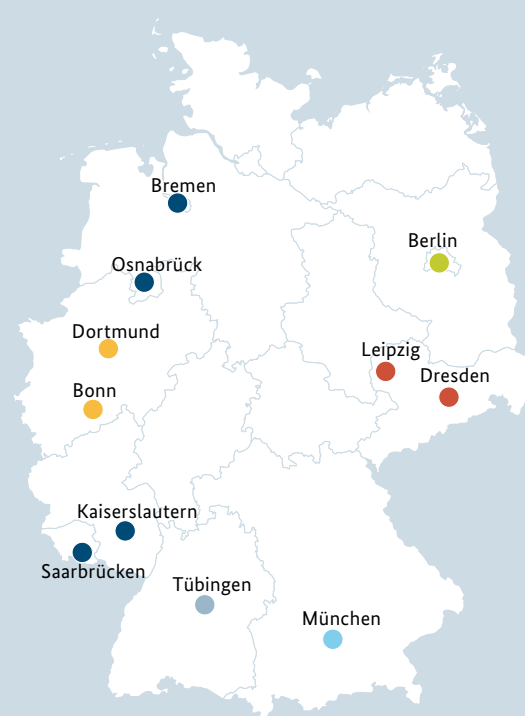 Bremen
Berlin
Osnabrück
Dortmund
Leipzig
Dresden
Bonn
Kaiserslautern
Saarbrücken
Tübingen
München